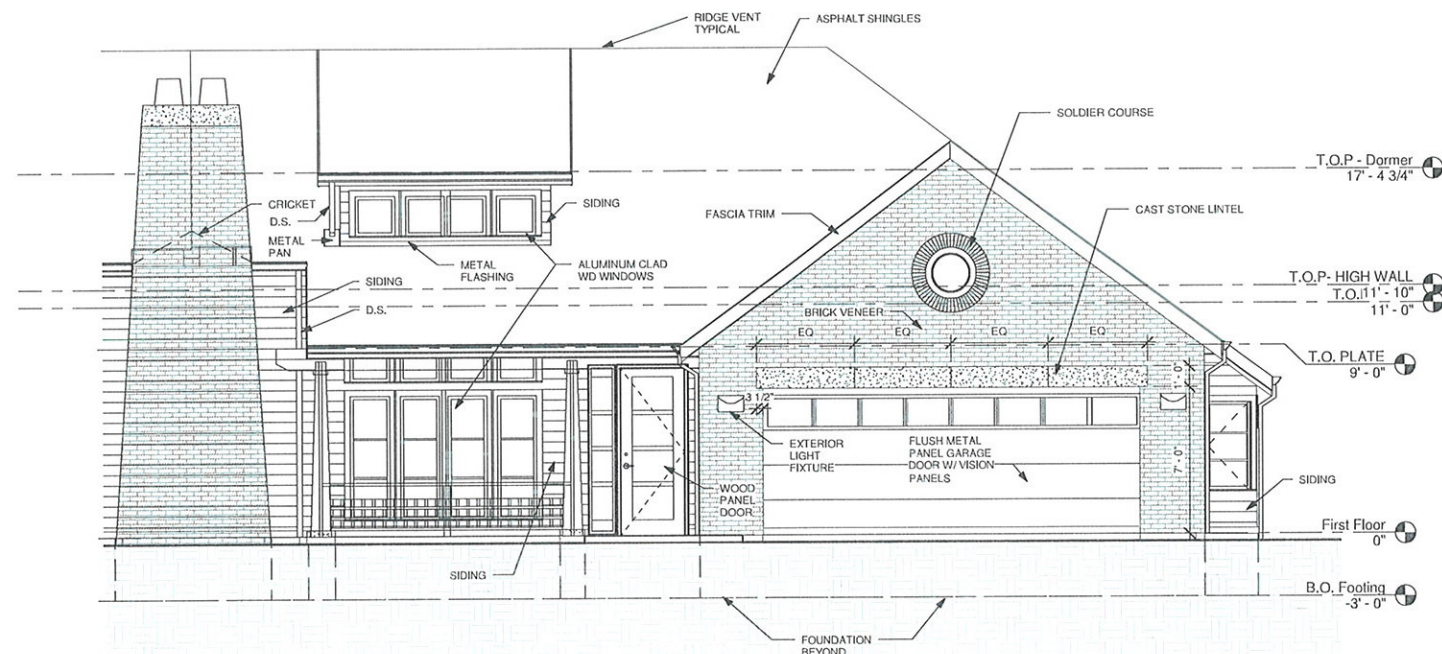 RIDGE VENT
TYPICAL
ASPHALT SHINGLES
SOLDIER COURSE
T.O.P - Dormer
17' - 4 3/4"
CRICKET
D.S.
SIDING
FASCIA TRIM
CAST STONE LINTEL
METAL
PAN
METAL
FLASHING
ALUMINUM CLAD
WD WINDOWS
T.O.P- HIGH WALL
11' - 10"
11' - 0"
SIDING
D.S.
BRICK VENEER
EQ
EQ
EQ
EQ
T.O. PLATE
9' - 0"
1' - 0"
3 1/2"
EXTERIOR
LIGHT
FIXTURE
FLUSH METAL
PANEL GARAGE
DOOR W/ VISION
PANELS
7' - 0"
WOOD
PANEL
DOOR
SIDING
First Floor
0"
SIDING
B.O. Footing
-3' - 0"
FOUNDATION
BEYOND